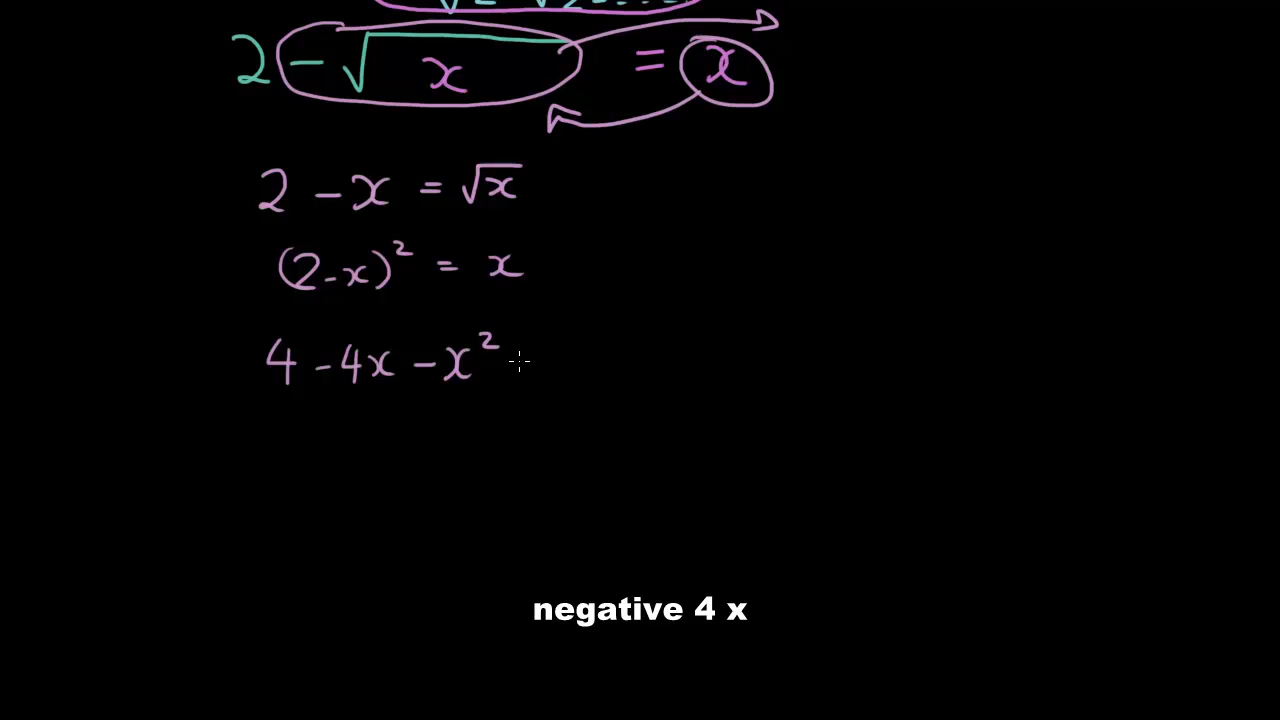 2 - √x = x
2 - x = √x
(2-x)² = x
4 - 4x - x²
negative 4 x